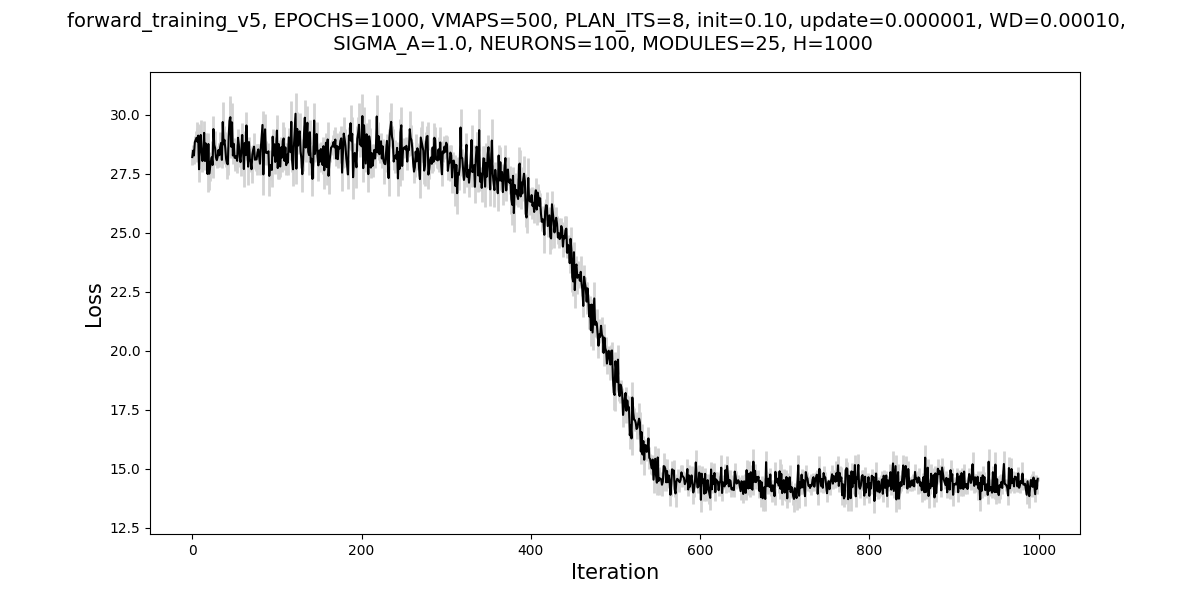 forward_training_v5, EPOCHS=1000, VMAPS=500, PLAN_ITS=8, init=0.10, update=0.000001, WD=0.00010,
SIGMA_A=1.0, NEURONS=100, MODULES=25, H=1000
30.0
27.5
25.0
22.5
20.0
17.5
15.0
12.5
Loss
0 200 400 600 800 1000
Iteration